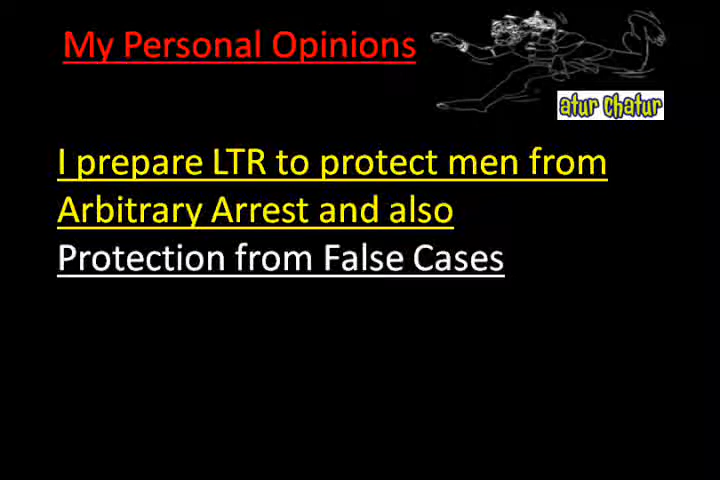 My Personal Opinions
atur chatur
I prepare LTR to protect men from
Arbitrary Arrest and also
Protection from False Cases